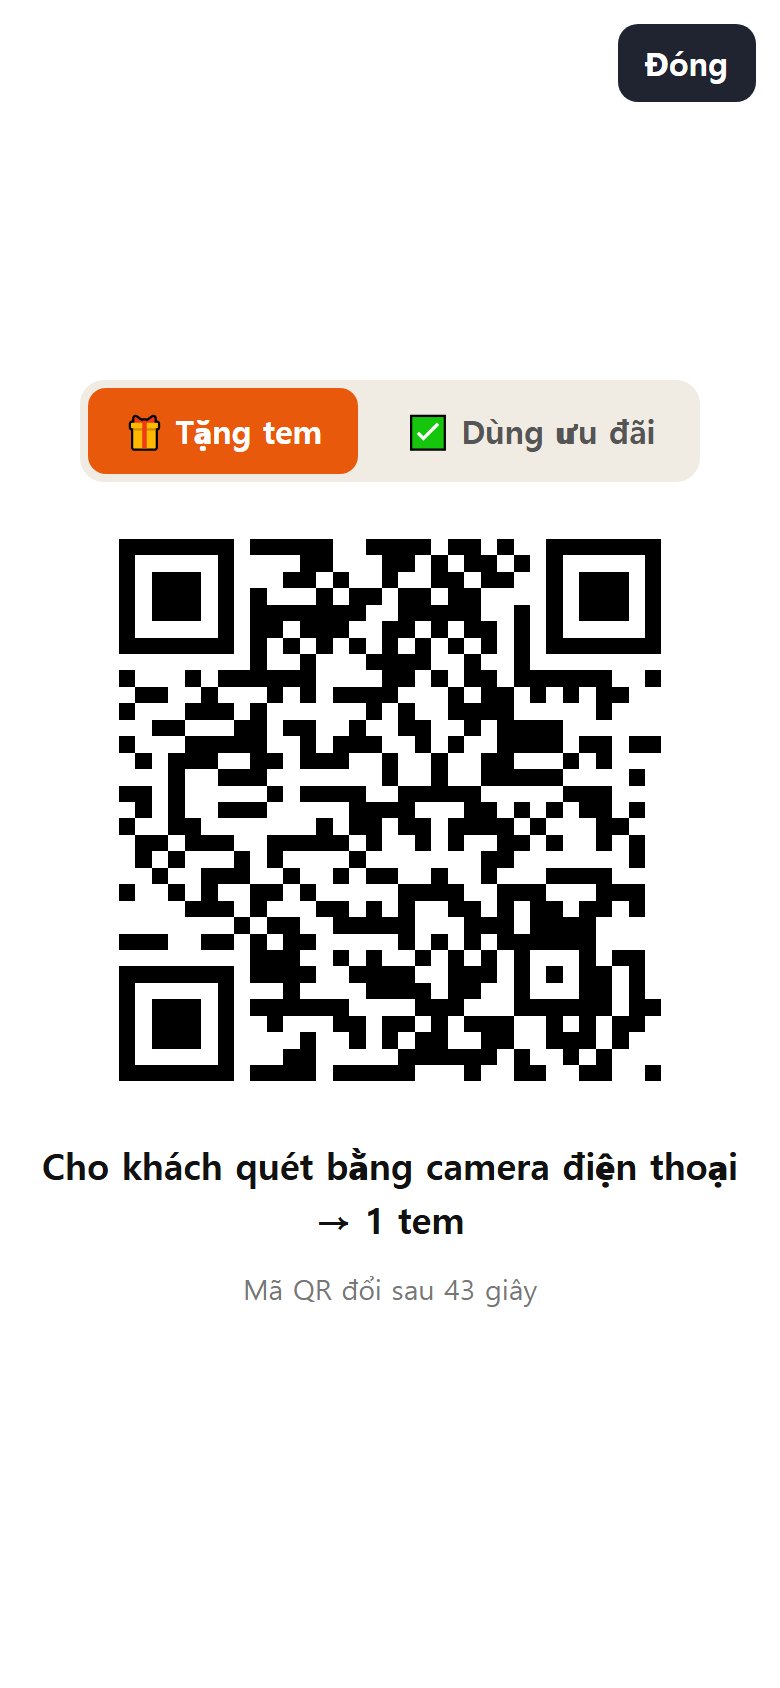 Đóng
Tặng tem
Dùng ưu đãi
Cho khách quét bằng camera điện thoại
→ 1 tem
Mã QR đổi sau 43 giây